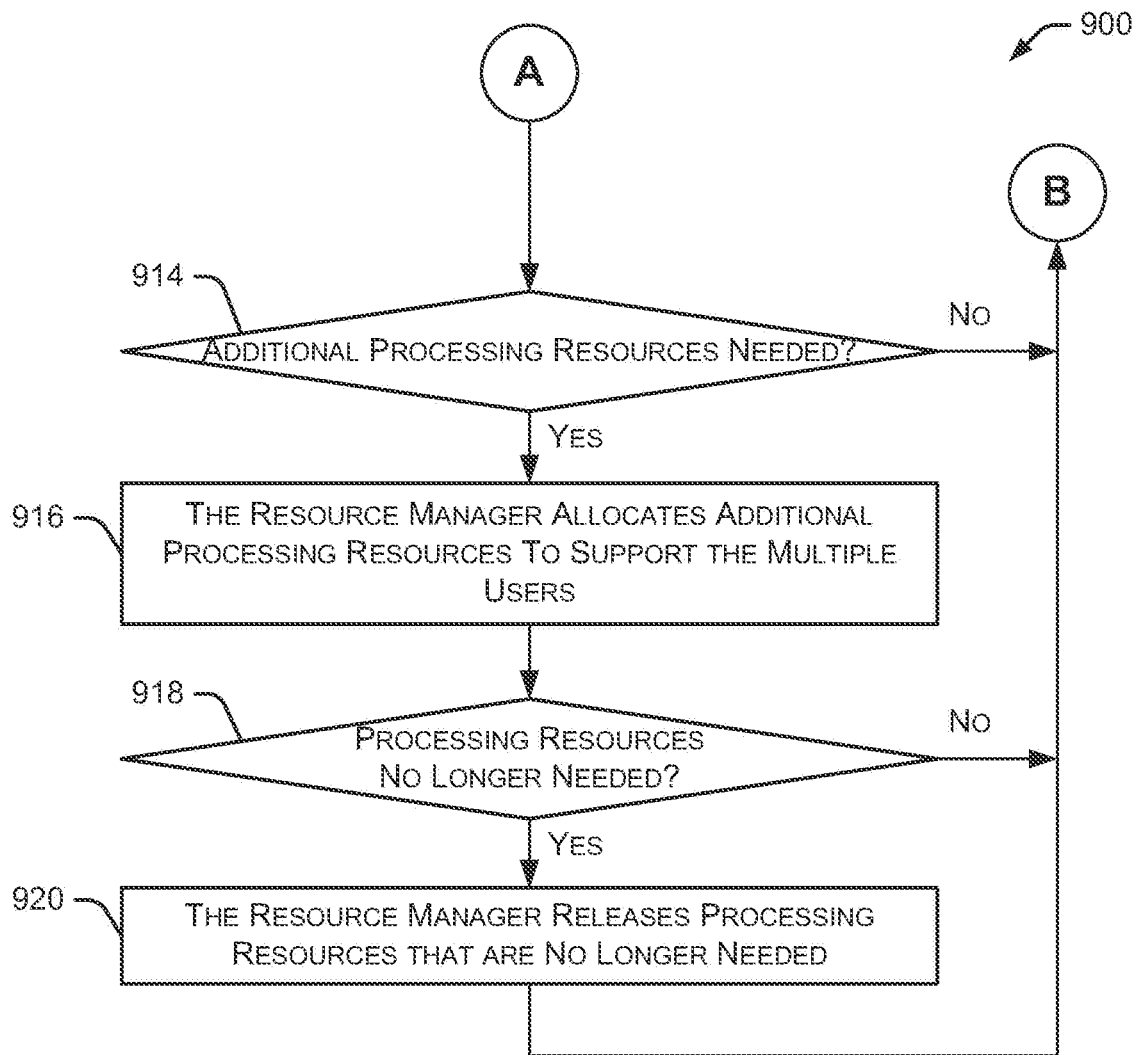 900
A
B
914
NO
ADDITIONAL PROCESSING RESOURCES NEEDED?
YES
916
THE RESOURCE MANAGER ALLOCATES ADDITIONAL
PROCESSING RESOURCES TO SUPPORT THE MULTIPLE
USERS
918
NO
PROCESSING RESOURCES
NO LONGER NEEDED?
YES
920
THE RESOURCE MANAGER RELEASES PROCESSING
RESOURCES THAT ARE NO LONGER NEEDED